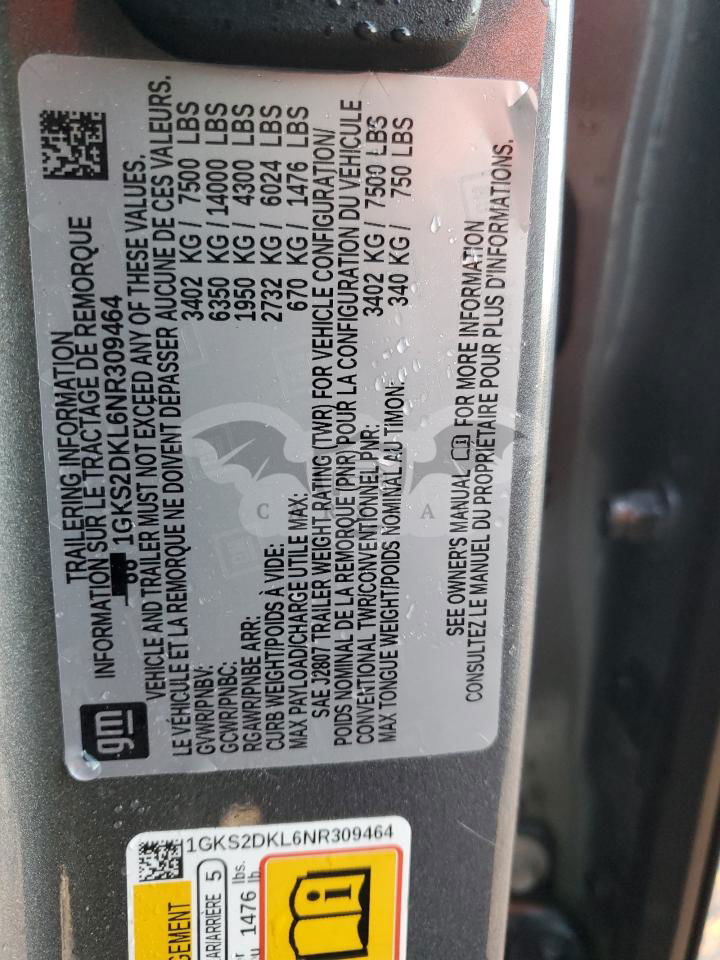 gm
TRAILERING INFORMATION
INFORMATION SUR LE TRACTAGE DE REMORQUE
1GKS2DKL6NR309464
VEHICLE AND TRAILER MUST NOT EXCEED ANY OF THESE VALUES.
LE VÉHICULE ET LA REMORQUE NE DOIVENT DÉPASSER AUCUNE DE CES VALEURS.
GVWR/PNBV: 3402 KG / 7500 LBS
GCWR/PNBC: 6350 KG / 14000 LBS
RGAWR/PNBE ARR: 1950 KG / 4300 LBS
CURB WEIGHT/POIDS À VIDE: 2732 KG / 6024 LBS
MAX PAYLOAD/CHARGE UTILE MAX: 670 KG / 1476 LBS
SAE J2807 TRAILER WEIGHT RATING (TWR) FOR VEHICLE CONFIGURATION/
POIDS NOMINAL DE LA REMORQUE (PNR) POUR LA CONFIGURATION DU VÉHICULE
CONVENTIONAL TWR/CONVENTIONNEL PNR: 3402 KG / 7500 LBS
MAX TONGUE WEIGHT/POIDS NOMINAL AU TIMON: 340 KG / 750 LBS
SEE OWNER'S MANUAL FOR MORE INFORMATION
CONSULTEZ LE MANUEL DU PROPRIÉTAIRE POUR PLUS D'INFORMATIONS.
C A
1GKS2DKL6NR309464
GEMENT
AR/ARRIÈRE 5
1476 lbs.
lb
i